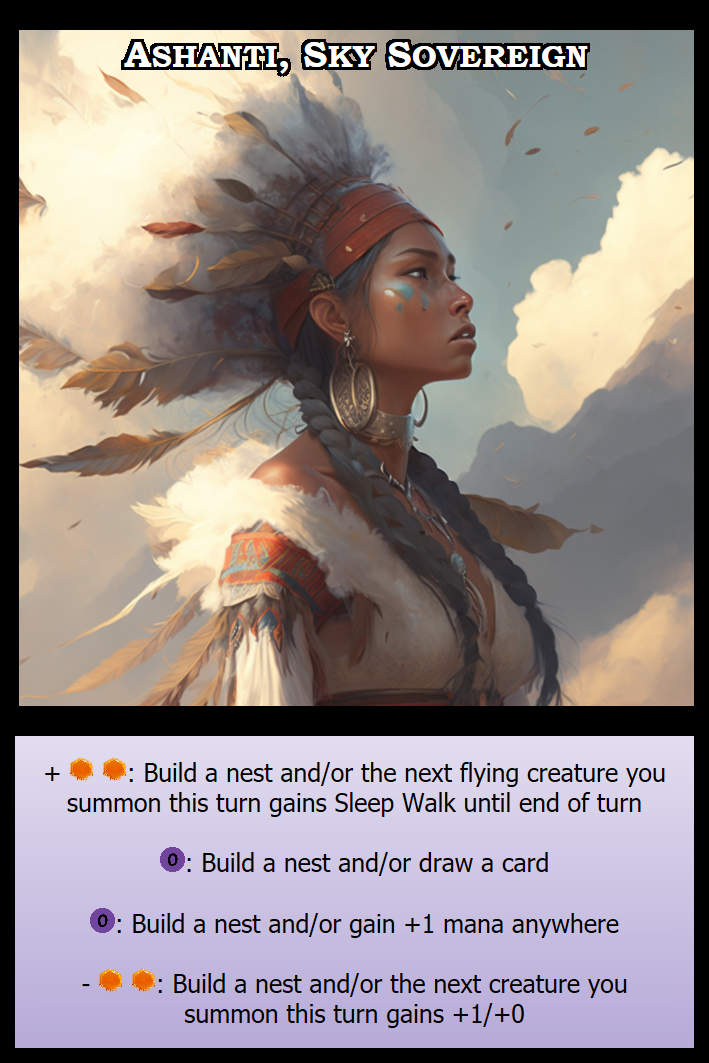 Ashanti, Sky Sovereign
+ : Build a nest and/or the next flying creature you
summon this turn gains Sleep Walk until end of turn
0: Build a nest and/or draw a card
0: Build a nest and/or gain +1 mana anywhere
- : Build a nest and/or the next creature you
summon this turn gains +1/+0